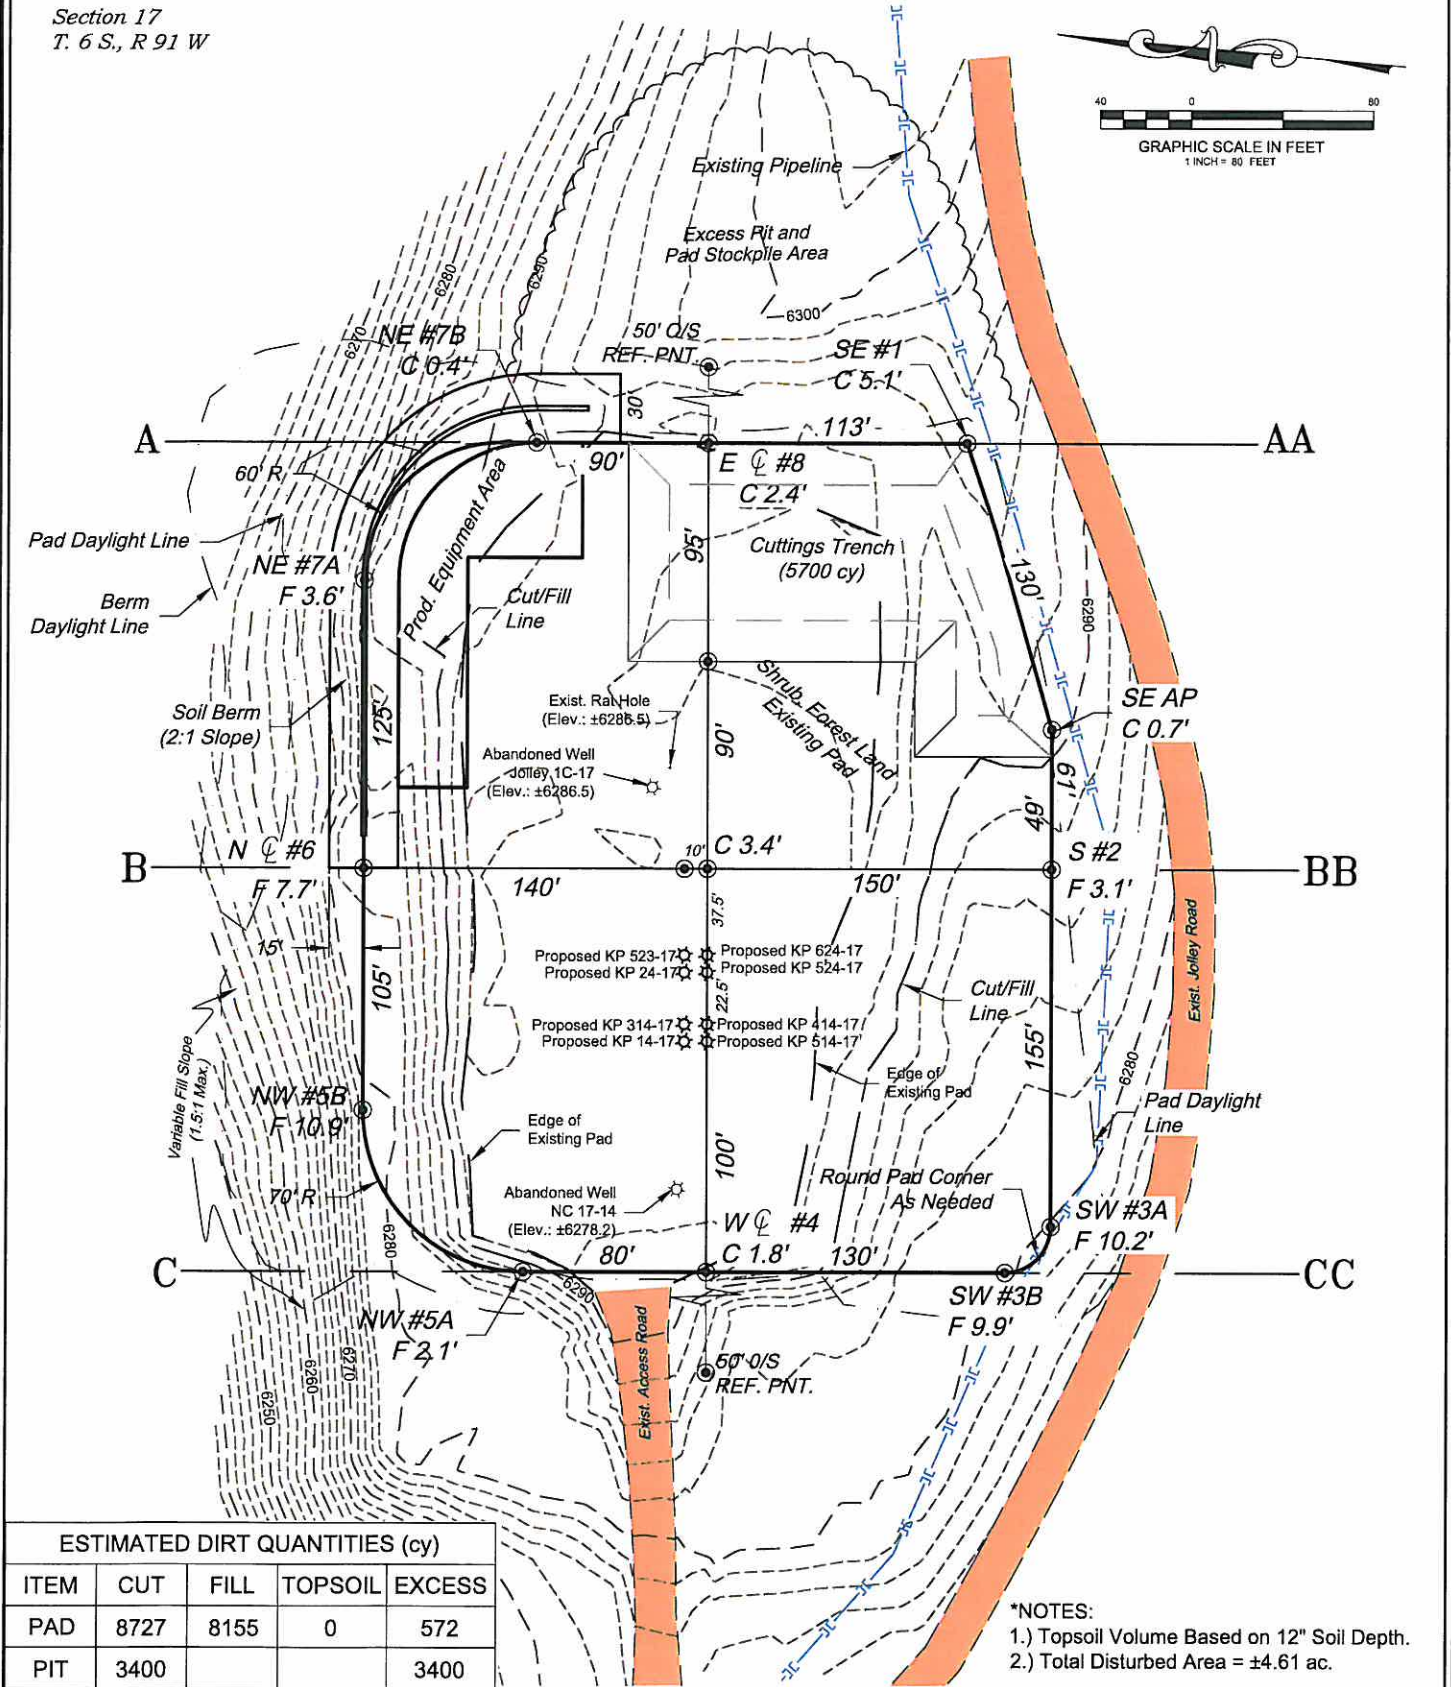 Section 17
T. 6 S., R 91 W
40 0 80
GRAPHIC SCALE IN FEET
1 INCH = 80 FEET
Existing Pipeline
Excess Pit and
Pad Stockpile Area
6290
6280
6270
6300
NE #7B
C 0.4'
50' O/S
REF. PNT.
SE #1
C 5.1'
30'
A
113'
AA
90'
E ℄ #8
C 2.4'
60' R
Pad Daylight Line
Prod. Equipment Area
95'
Cuttings Trench
(5700 cy)
NE #7A
F 3.6'
130'
Berm
Daylight Line
Cut/Fill
Line
6290
Shrub, Forest Land
Existing Pad
Exist. Rat Hole
(Elev.: ±6286.5)
SE AP
C 0.7'
Soil Berm
(2:1 Slope)
125'
90'
Abandoned Well
Jolley 1C-17
(Elev.: ±6286.5)
61'
49'
N ℄ #6
F 7.7'
10'
C 3.4'
S #2
F 3.1'
B
140'
150'
BB
37.5'
15'
Proposed KP 523-17
Proposed KP 624-17
Proposed KP 24-17
Proposed KP 524-17
105'
22.5'
Cut/Fill
Line
Exist. Jolley Road
Proposed KP 314-17
Proposed KP 414-17
Proposed KP 14-17
Proposed KP 514-17
155'
Variable Fill Slope
(1.5:1 Max.)
NW #5B
F 10.9'
Edge of
Existing Pad
6280
Pad Daylight
Line
Edge of
Existing Pad
100'
70' R
Abandoned Well
NC 17-14
(Elev.: ±6278.2)
Round Pad Corner
As Needed
W ℄ #4
C 1.8'
SW #3A
F 10.2'
6280
80'
130'
C
CC
6290
SW #3B
F 9.9'
NW #5A
F 2.1'
Exist. Access Road
50' 0/S
REF. PNT.
6270
6260
6250
ESTIMATED DIRT QUANTITIES (cy)
ITEM CUT FILL TOPSOIL EXCESS
PAD 8727 8155 0 572
PIT 3400 3400
*NOTES:
1.) Topsoil Volume Based on 12" Soil Depth.
2.) Total Disturbed Area = ±4.61 ac.